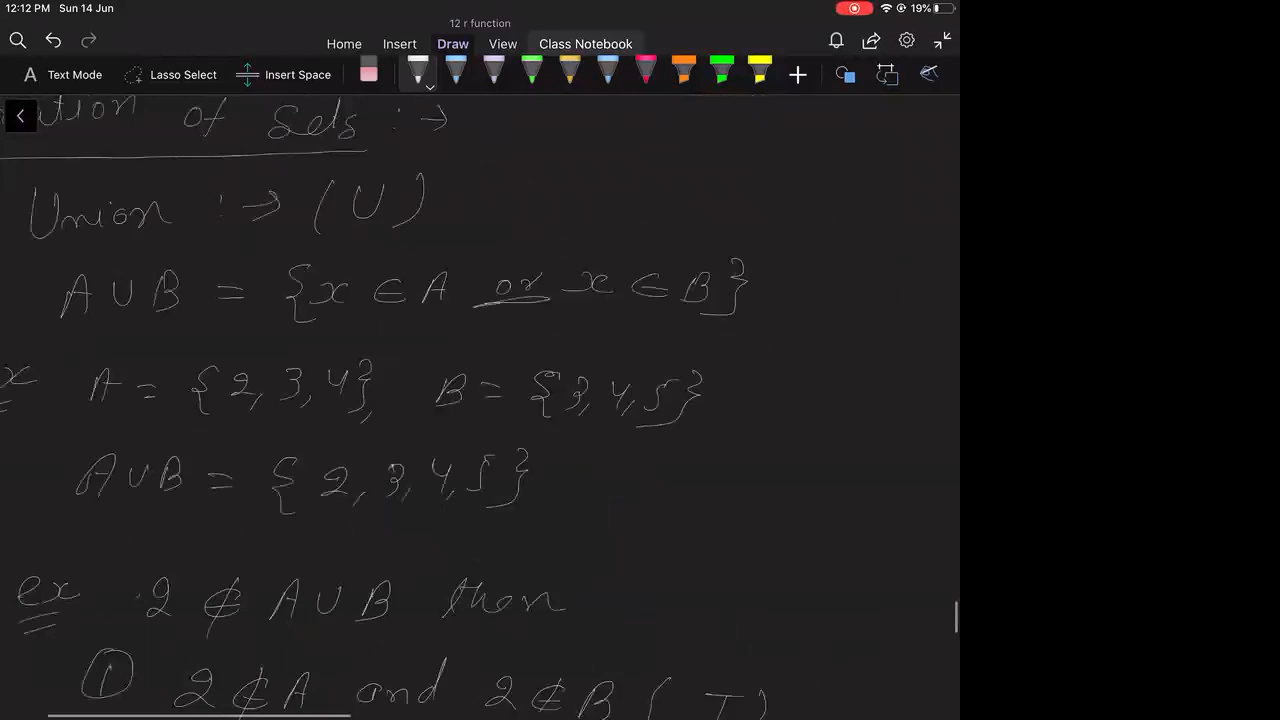 12:12 PM Sun 14 Jun
19%
12 r function
Home Insert Draw View Class Notebook
A Text Mode Lasso Select Insert Space
of Sets :→
Union :→ (U)
A∪B = {x ∈ A or x ∈ B}
A = {2, 3, 4}, B = {3, 4, 5}
A∪B = {2, 3, 4, 5}
ex 2 ∉ A∪B then
① 2 ∉ A and 2 ∉ B (T)